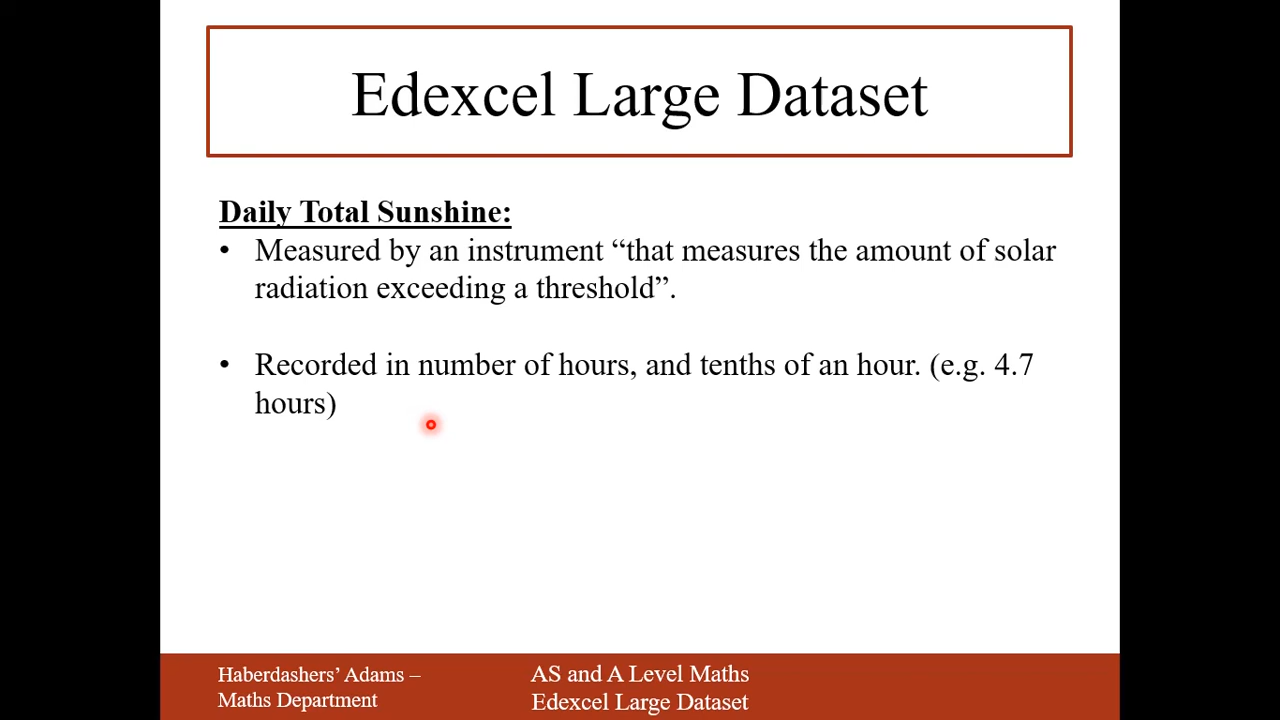 Edexcel Large Dataset
Daily Total Sunshine:
• Measured by an instrument “that measures the amount of solar
radiation exceeding a threshold”.
• Recorded in number of hours, and tenths of an hour. (e.g. 4.7
hours)
Haberdashers’ Adams –
Maths Department
AS and A Level Maths
Edexcel Large Dataset